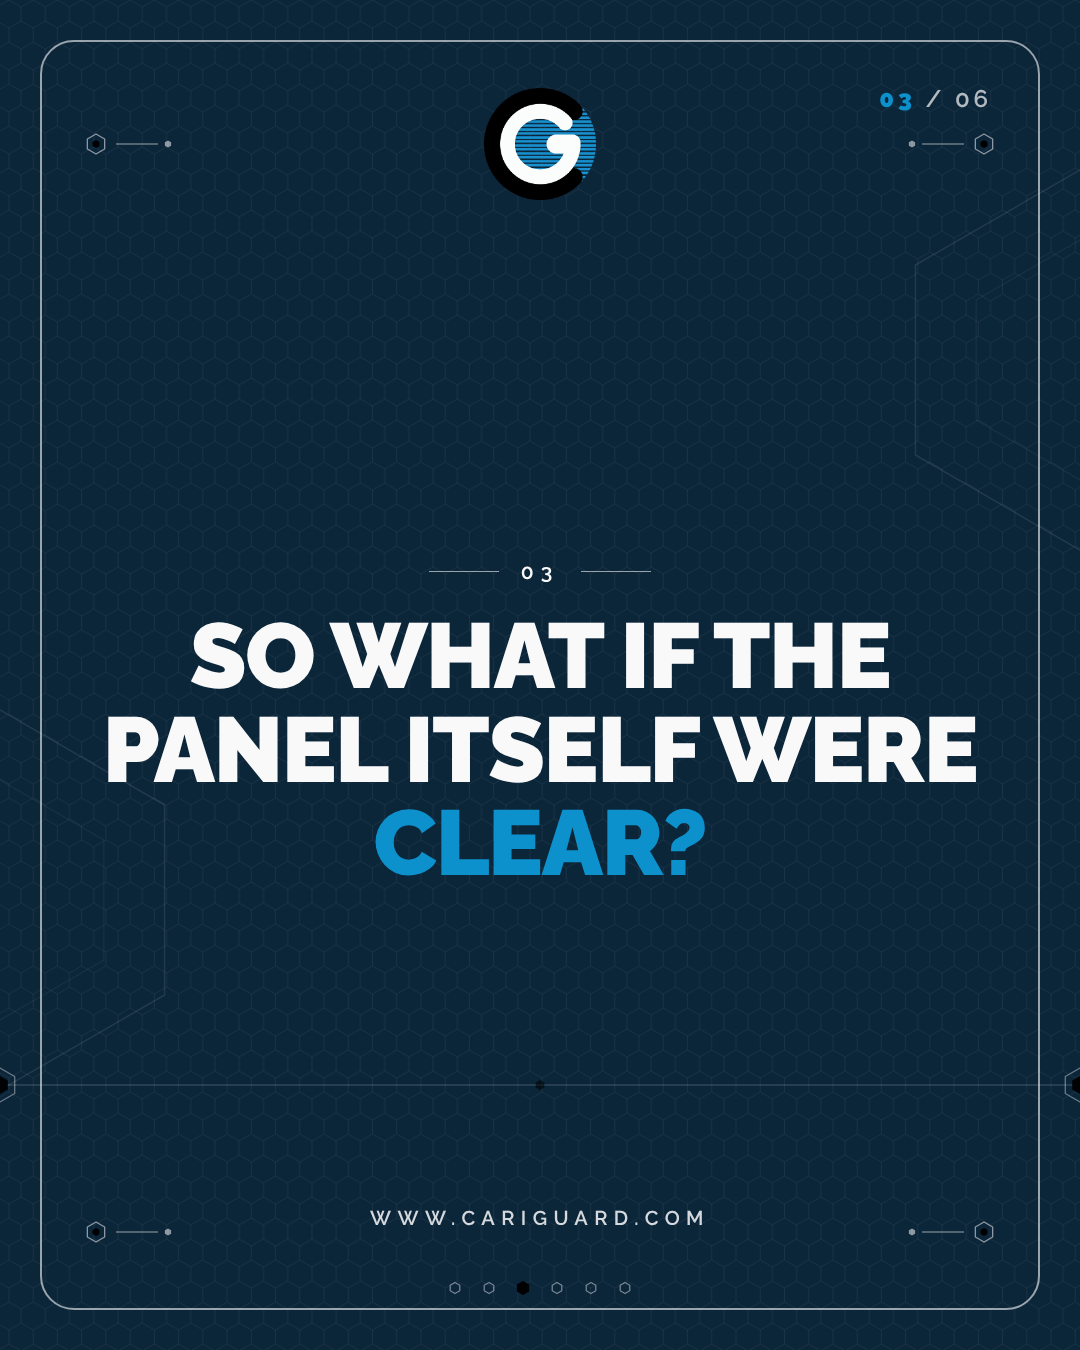 03 / 06
03
SO WHAT IF THE
PANEL ITSELF WERE
CLEAR?
WWW.CARIGUARD.COM